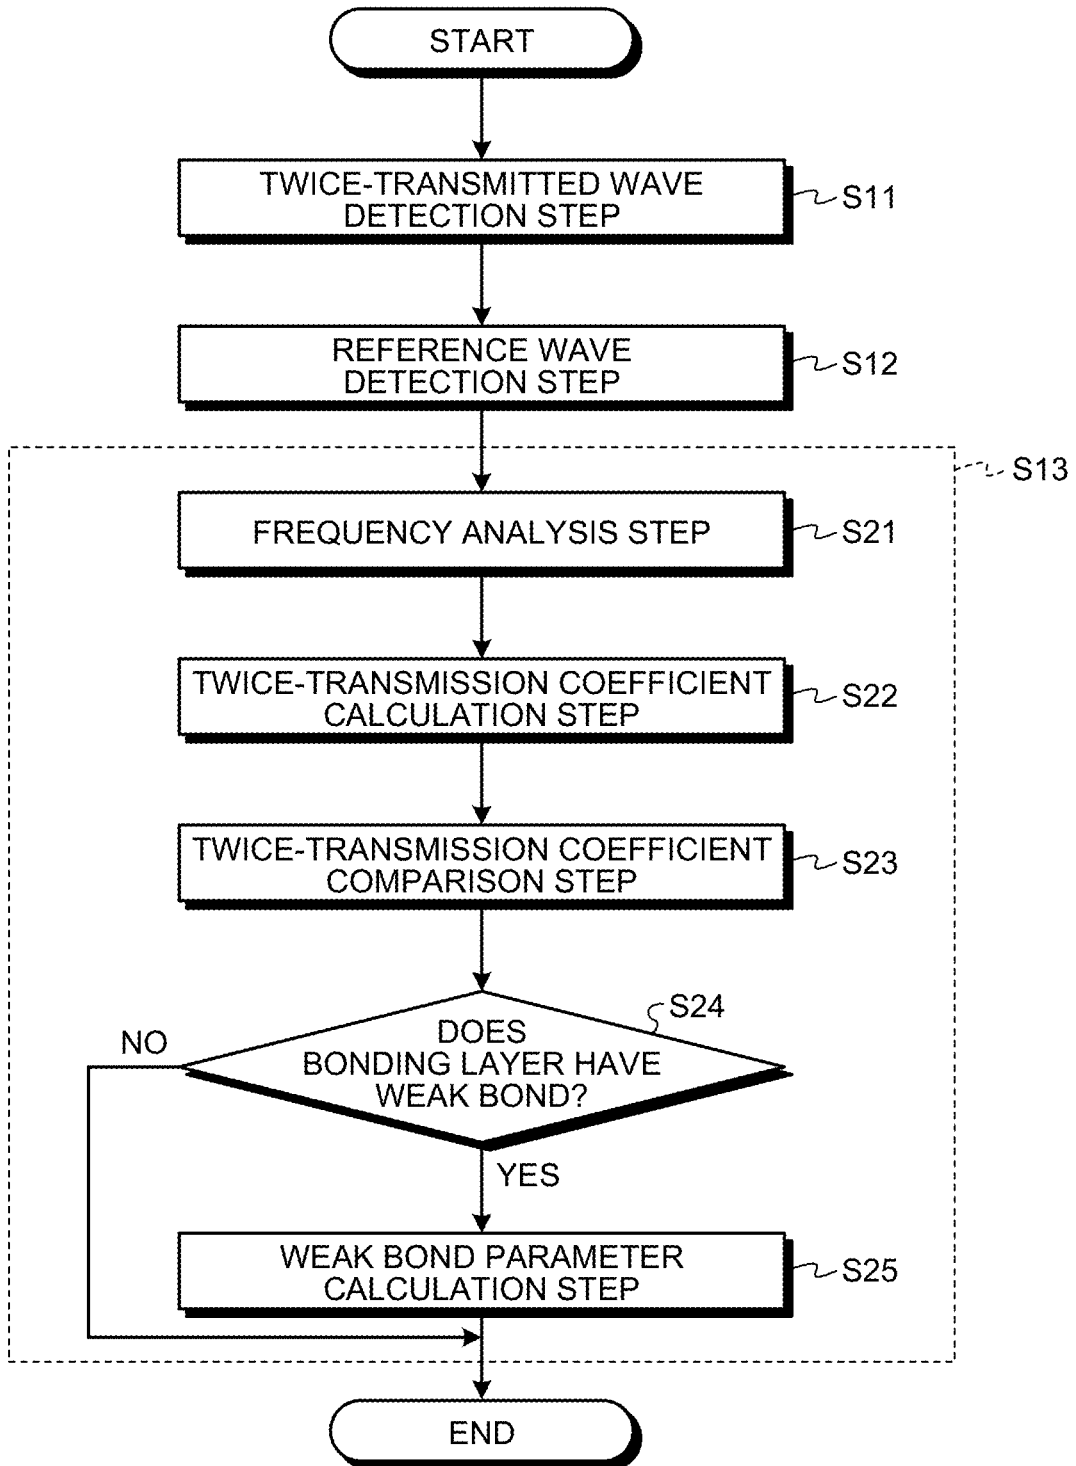 START
TWICE-TRANSMITTED WAVE
DETECTION STEP
S11
REFERENCE WAVE
DETECTION STEP
S12
S13
FREQUENCY ANALYSIS STEP
S21
TWICE-TRANSMISSION COEFFICIENT
CALCULATION STEP
S22
TWICE-TRANSMISSION COEFFICIENT
COMPARISON STEP
S23
S24
DOES
BONDING LAYER HAVE
WEAK BOND?
NO
YES
WEAK BOND PARAMETER
CALCULATION STEP
S25
END